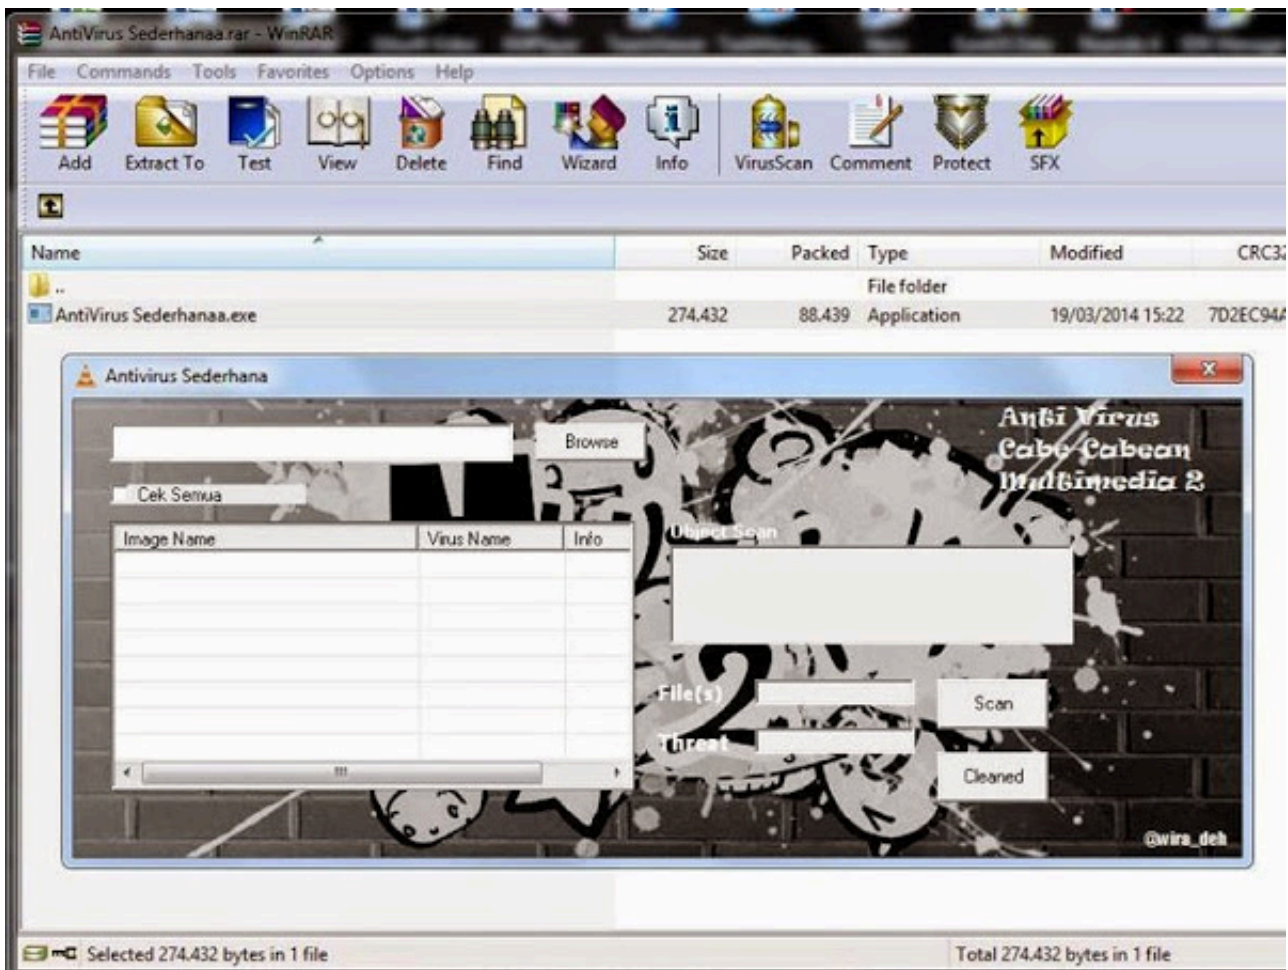 AntiVirus Sederhanaa.rar - WinRAR
File Commands Tools Favorites Options Help
Add Extract To Test View Delete Find Wizard Info VirusScan Comment Protect SFX
Name Size Packed Type Modified CRC32
.. File folder
AntiVirus Sederhanaa.exe 274.432 88.439 Application 19/03/2014 15:22 7D2EC94A
Antivirus Sederhana
Anti Virus
Cabe Cabean
Multimedia 2
Browse
Cek Semua
Image Name Virus Name Info
Object Scan
File(s)
Scan
Threat
Cleaned
@wira_deh
Selected 274.432 bytes in 1 file Total 274.432 bytes in 1 file